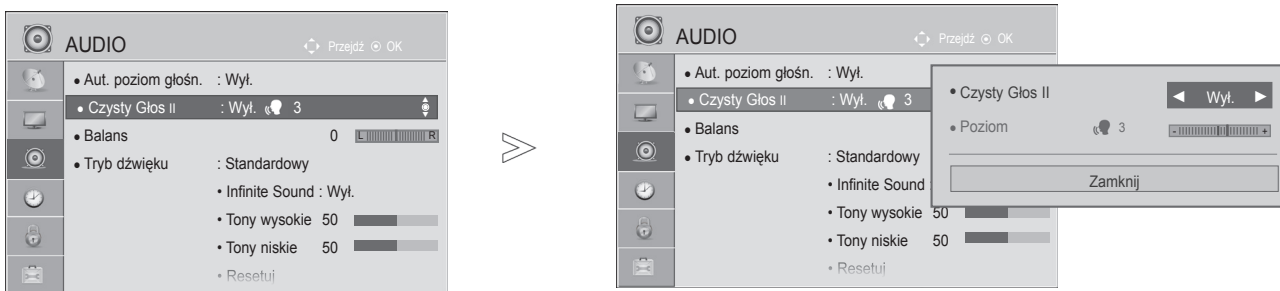 AUDIO
Przejdź OK
• Aut. poziom głośn. : Wył.
• Czysty Głos II : Wył. 3
• Balans 0 L R
• Tryb dźwięku : Standardowy
• Infinite Sound : Wył.
• Tony wysokie 50
• Tony niskie 50
• Resetuj
AUDIO
Przejdź OK
• Aut. poziom głośn. : Wył.
• Czysty Głos II : Wył. 3
• Balans
• Tryb dźwięku : Standardowy
• Infinite Sound :
• Tony wysokie 50
• Tony niskie 50
• Resetuj
• Czysty Głos II ◄ Wył. ►
• Poziom 3 - +
Zamknij